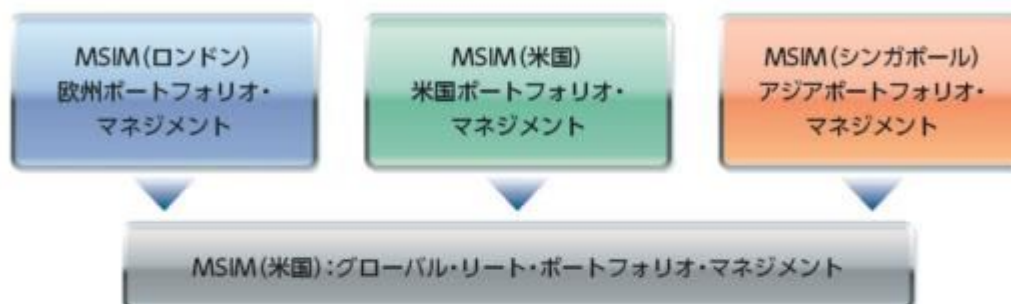 MSIM(ロンドン)
欧州ポートフォリオ・
マネジメント
MSIM(米国)
米国ポートフォリオ・
マネジメント
MSIM(シンガポール)
アジアポートフォリオ・
マネジメント
MSIM(米国):グローバル・リート・ポートフォリオ・マネジメント